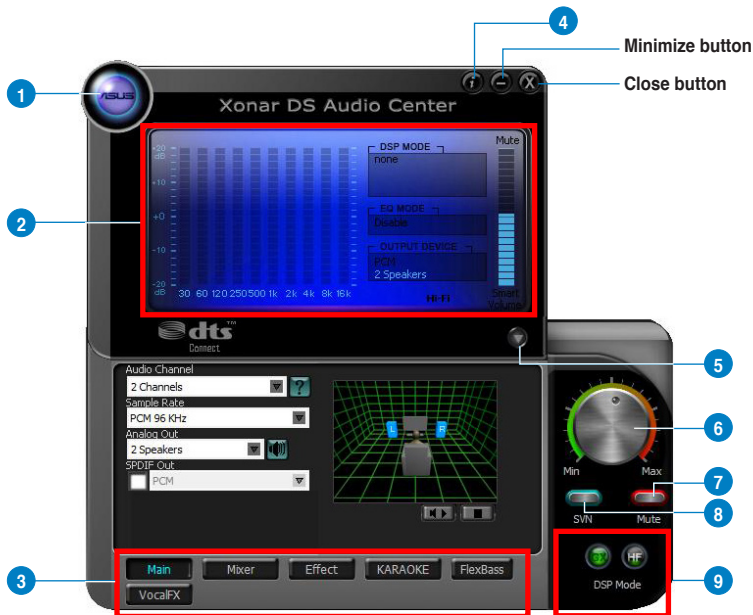 4
Minimize button
Close button
1
ASUS
i
X
Xonar DS Audio Center
2
+20
dB
+10
+0
-10
-20
dB
30 60 120 250 500 1k 2k 4k 8k 16k
DSP MODE
none
EQ MODE
Disable
OUTPUT DEVICE
PCM
2 Speakers
Hi-Fi
Mute
Smart
Volume
dts™
Connect
5
Audio Channel
2 Channels
?
Sample Rate
PCM 96 KHz
Analog Out
2 Speakers
SPDIF Out
PCM
L
R
Min
Max
6
7
SVN
Mute
8
GX
HF
DSP Mode
9
3
Main
Mixer
Effect
KARAOKE
FlexBass
VocalFX